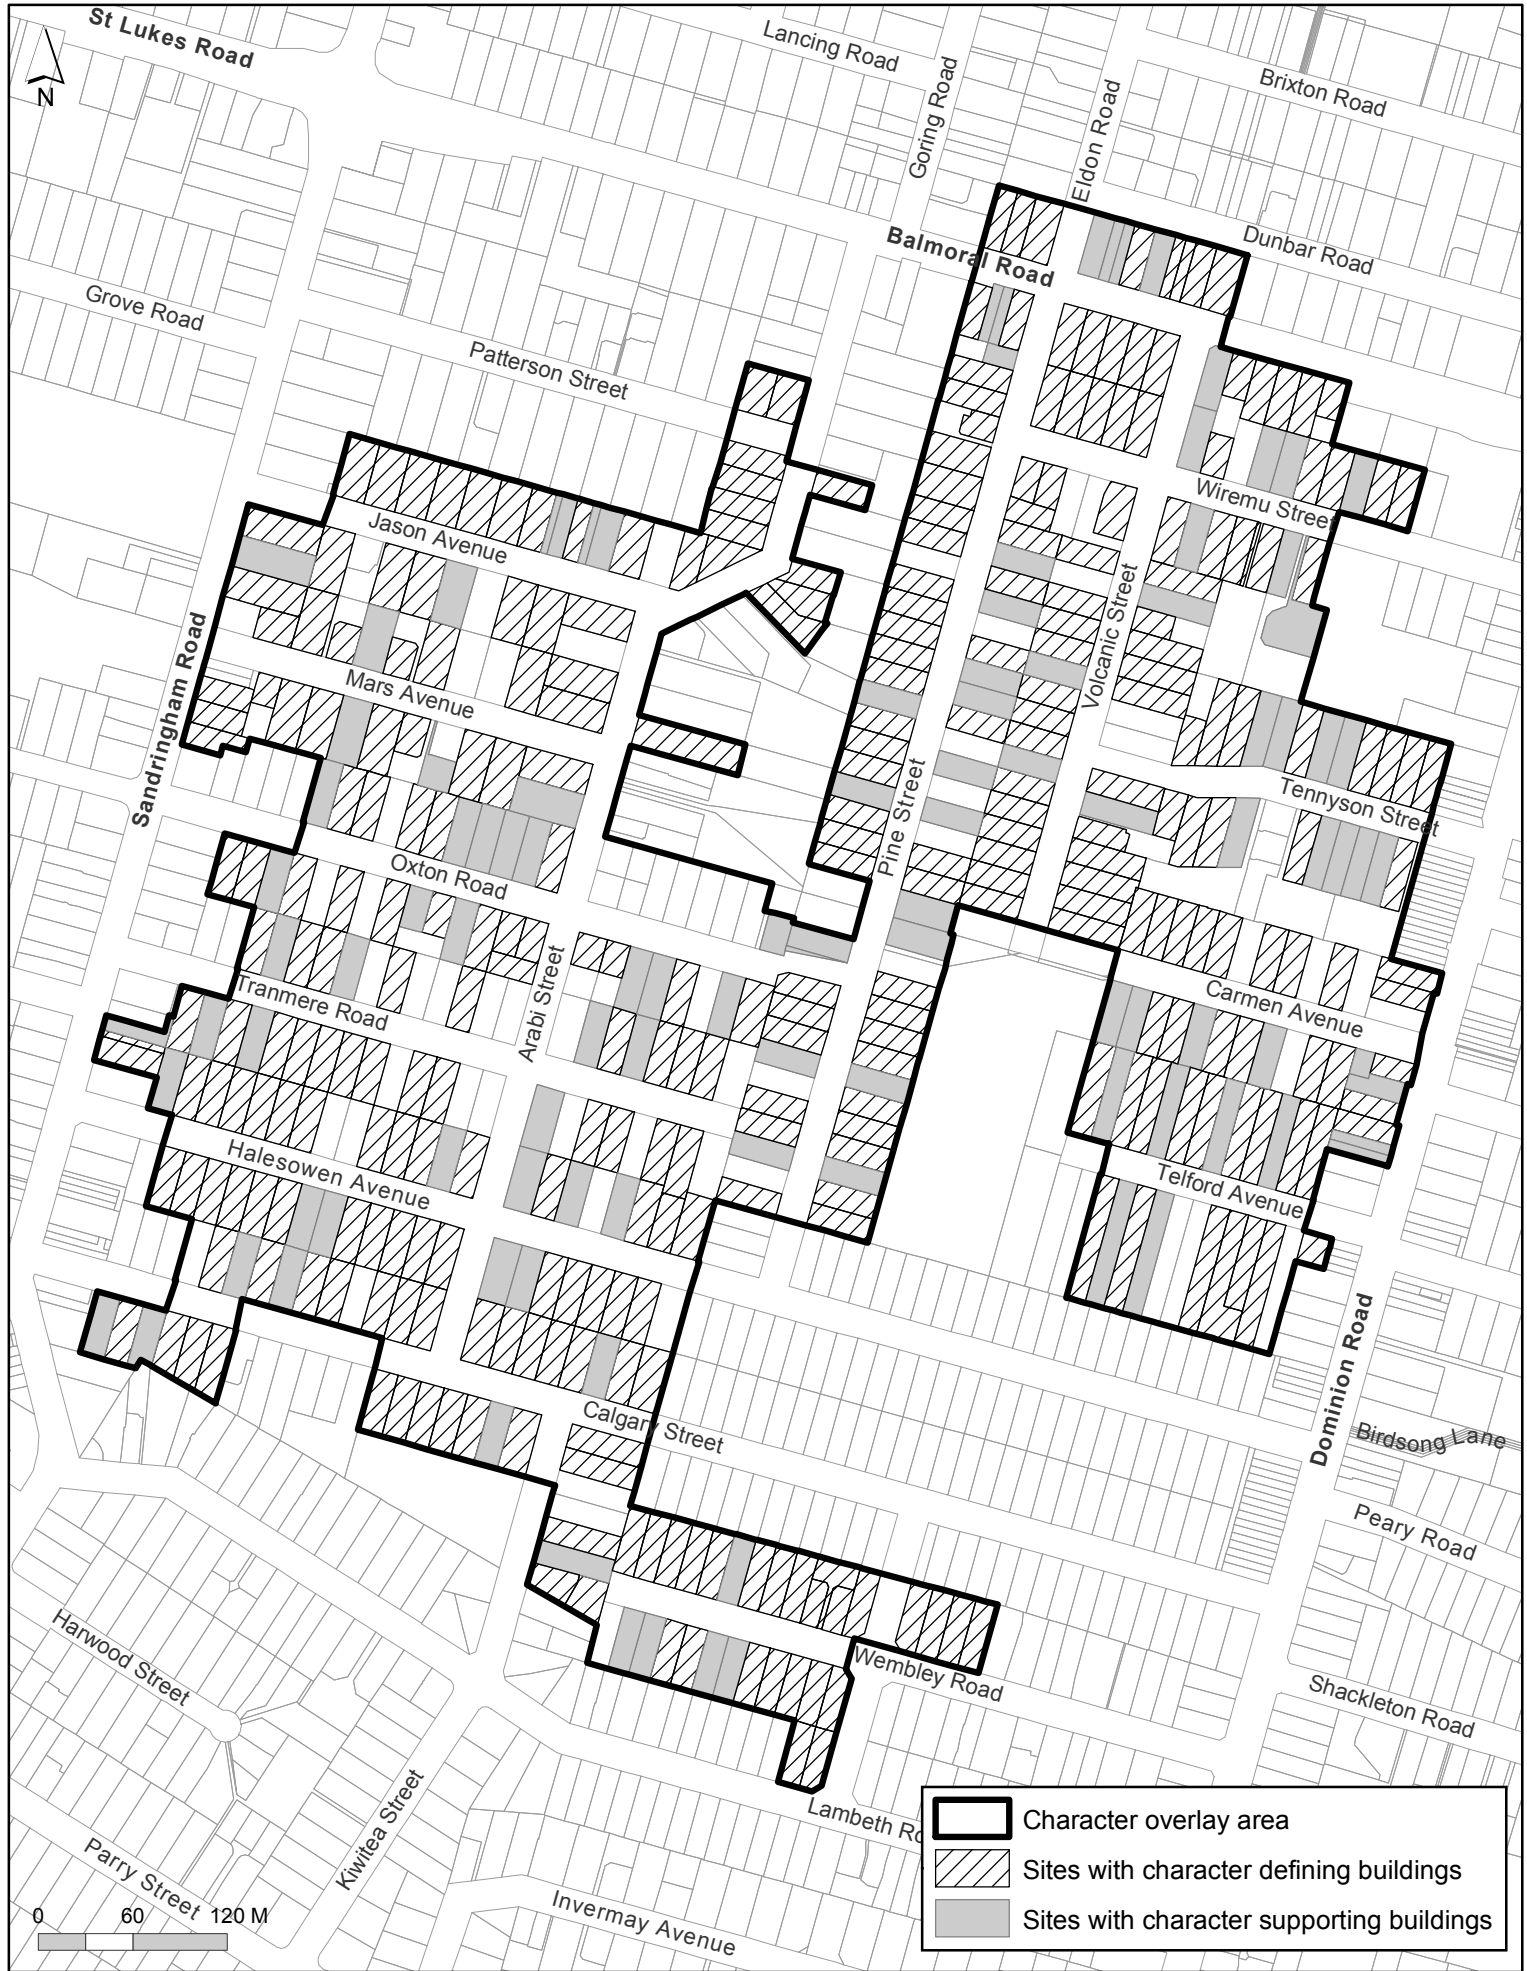 St Lukes Road
Lancing Road
Goring Road
Brixton Road
Eldon Road
N
Balmoral Road
Dunbar Road
Grove Road
Patterson Street
Wiremu Street
Jason Avenue
Volcanic Street
Sandringham Road
Mars Avenue
Tennyson Street
Pine Street
Oxton Road
Arabi Street
Tranmere Road
Carmen Avenue
Halesowen Avenue
Telford Avenue
Dominion Road
Calgary Street
Birdsong Lane
Peary Road
Harwood Street
Wembley Road
Shackleton Road
Kiwitea Street
Lambeth Ro
Parry Street
Invermay Avenue
0 60 120 M
Character overlay area
Sites with character defining buildings
Sites with character supporting buildings